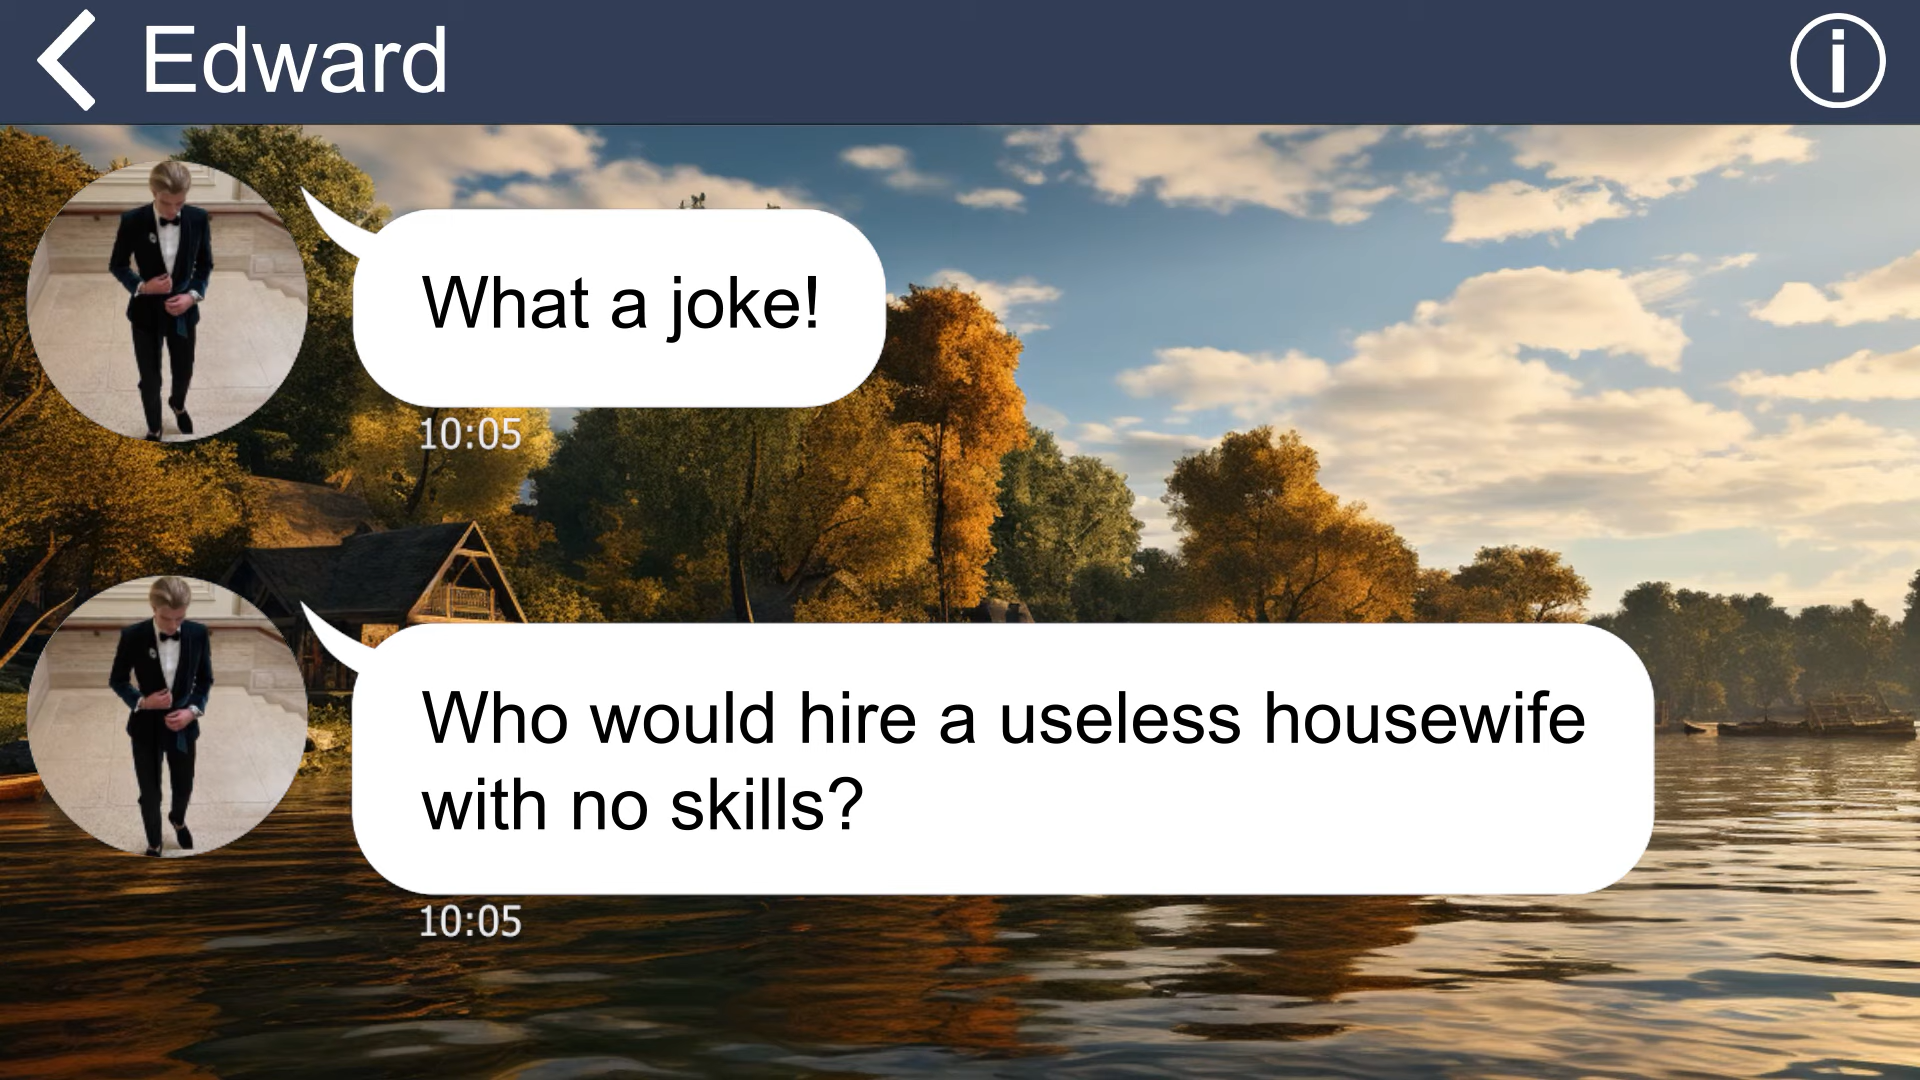 Edward
What a joke!
10:05
Who would hire a useless housewife
with no skills?
10:05